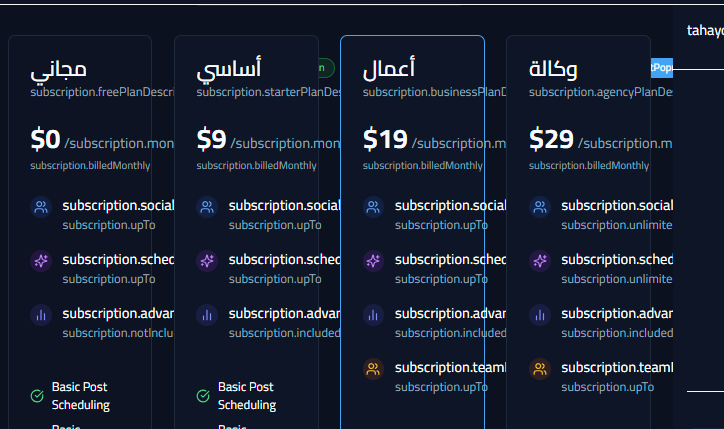 tahayo
مجاني
subscription.freePlanDescri
$0 /subscription.mon
subscription.billedMonthly
subscription.social
subscription.upTo
subscription.sched
subscription.upTo
subscription.advan
subscription.notInclu
Basic Post
Scheduling
Basic
أساسي
n
subscription.starterPlanDes
$9 /subscription.mon
subscription.billedMonthly
subscription.social
subscription.upTo
subscription.sched
subscription.upTo
subscription.advan
subscription.included
Basic Post
Scheduling
Basic
أعمال
subscription.businessPlanD
$19 /subscription.mon
subscription.billedMonthly
subscription.social
subscription.upTo
subscription.sched
subscription.upTo
subscription.advan
subscription.included
subscription.teaml
subscription.upTo
وكالة
tPop
subscription.agencyPlanDe
$29 /subscription.m
subscription.billedMonthly
subscription.social
subscription.unlimite
subscription.sched
subscription.unlimite
subscription.advan
subscription.included
subscription.teaml
subscription.upTo